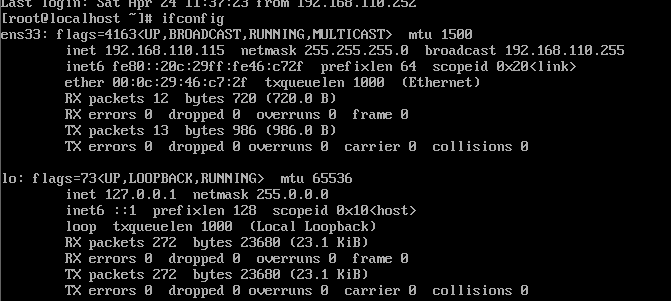 Last login: Sat Apr 24 11:37:23 from 192.168.110.252
[root@localhost ~]# ifconfig
ens33: flags=4163<UP,BROADCAST,RUNNING,MULTICAST>  mtu 1500
        inet 192.168.110.115  netmask 255.255.255.0  broadcast 192.168.110.255
        inet6 fe80::20c:29ff:fe46:c72f  prefixlen 64  scopeid 0x20<link>
        ether 00:0c:29:46:c7:2f  txqueuelen 1000  (Ethernet)
        RX packets 12  bytes 720 (720.0 B)
        RX errors 0  dropped 0  overruns 0  frame 0
        TX packets 13  bytes 986 (986.0 B)
        TX errors 0  dropped 0 overruns 0  carrier 0  collisions 0

lo: flags=73<UP,LOOPBACK,RUNNING>  mtu 65536
        inet 127.0.0.1  netmask 255.0.0.0
        inet6 ::1  prefixlen 128  scopeid 0x10<host>
        loop  txqueuelen 1000  (Local Loopback)
        RX packets 272  bytes 23680 (23.1 KiB)
        RX errors 0  dropped 0  overruns 0  frame 0
        TX packets 272  bytes 23680 (23.1 KiB)
        TX errors 0  dropped 0 overruns 0  carrier 0  collisions 0